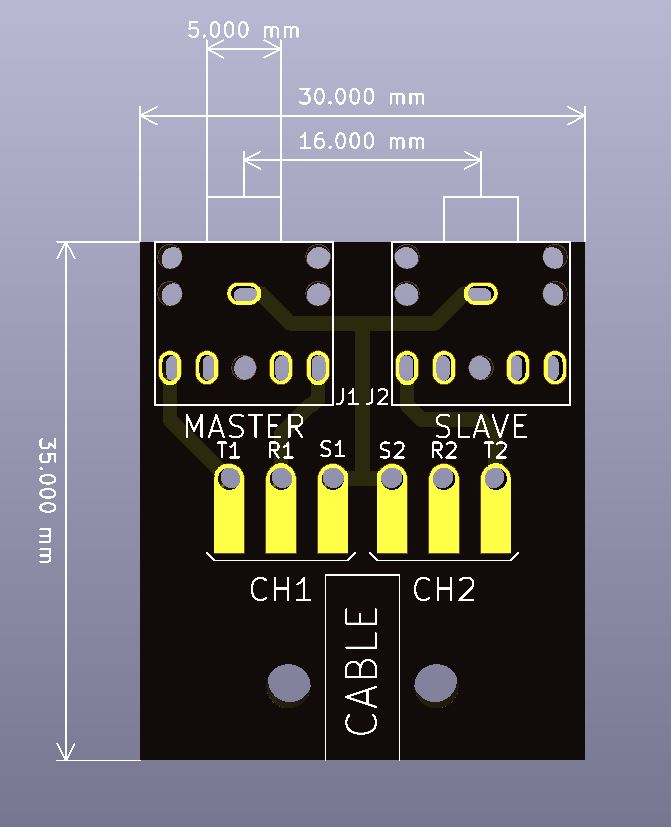 5.000 mm
30.000 mm
16.000 mm
35.000 mm
J1 J2
MASTER SLAVE
T1 R1 S1 S2 R2 T2
CH1 CH2
CABLE